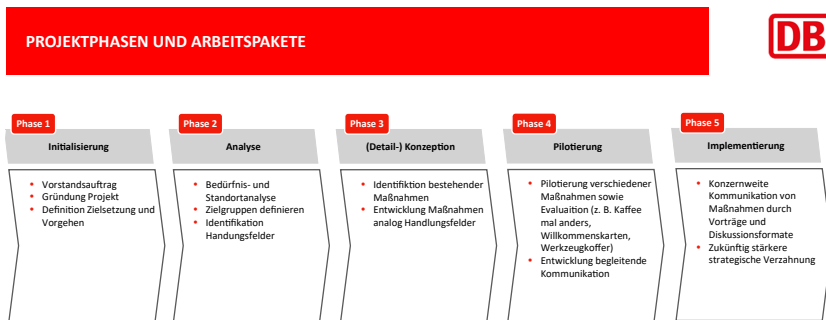 PROJEKTPHASEN UND ARBEITSPAKETE
DB
Phase 1
Initialisierung
• Vorstandsauftrag
• Gründung Projekt
• Definition Zielsetzung und
Vorgehen
Phase 2
Analyse
• Bedürfnis- und
Standortanalyse
• Zielgruppen definieren
• Identifikation
Handungsfelder
Phase 3
(Detail-) Konzeption
• Identifiktion bestehender
Maßnahmen
• Entwicklung Maßnahmen
analog Handlungsfelder
Phase 4
Pilotierung
• Pilotierung verschiedener
Maßnahmen sowie
Evaluaition (z. B. Kaffee
mal anders,
Willkommenskarten,
Werkzeugkoffer)
• Entwicklung begleitende
Kommunikation
Phase 5
Implementierung
• Konzernweite
Kommunikation von
Maßnahmen durch
Vorträge und
Diskussionsformate
• Zukünftig stärkere
strategische Verzahnung